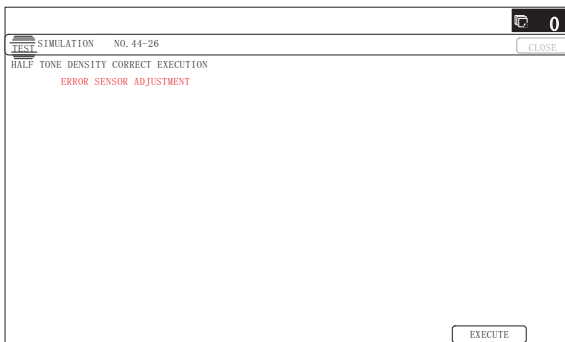 0
TEST SIMULATION NO. 44-26
CLOSE
HALF TONE DENSITY CORRECT EXECUTION
ERROR SENSOR ADJUSTMENT
EXECUTE